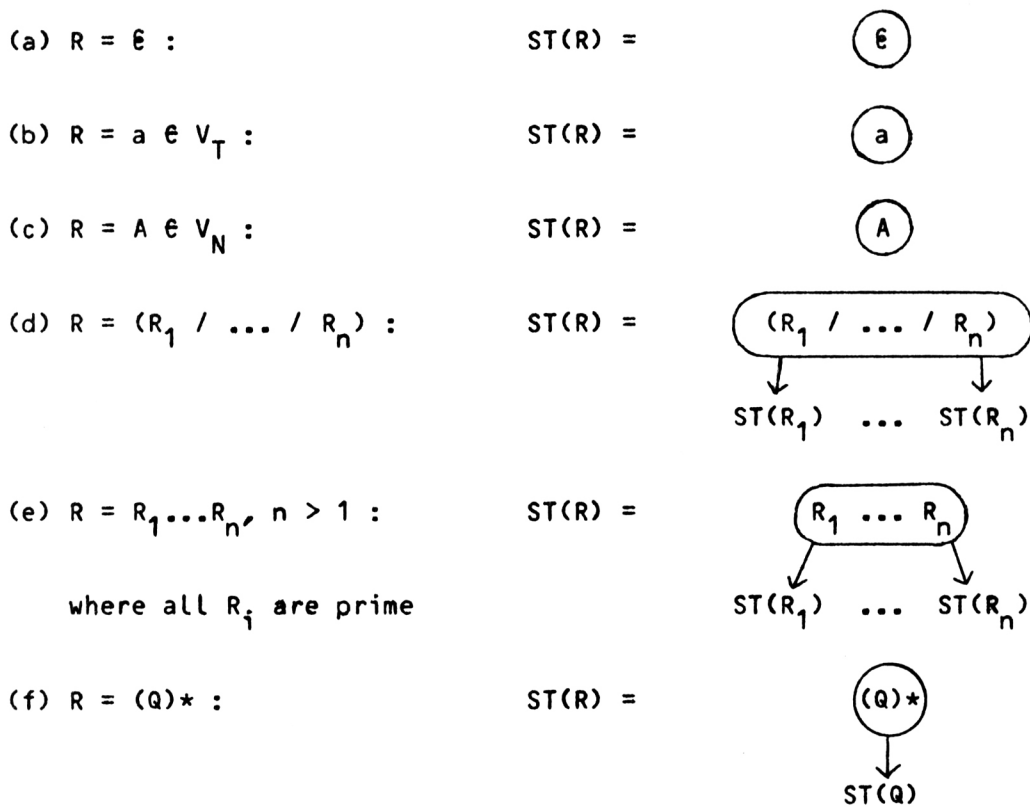 (a) R = ϵ : ST(R) = ϵ
(b) R = a ϵ V_T : ST(R) = a
(c) R = A ϵ V_N : ST(R) = A
(d) R = (R_1 / ... / R_n) : ST(R) = (R_1 / ... / R_n)
ST(R_1) ... ST(R_n)
(e) R = R_1...R_n, n > 1 : ST(R) = R_1 ... R_n
where all R_i are prime ST(R_1) ... ST(R_n)
(f) R = (Q)* : ST(R) = (Q)*
ST(Q)